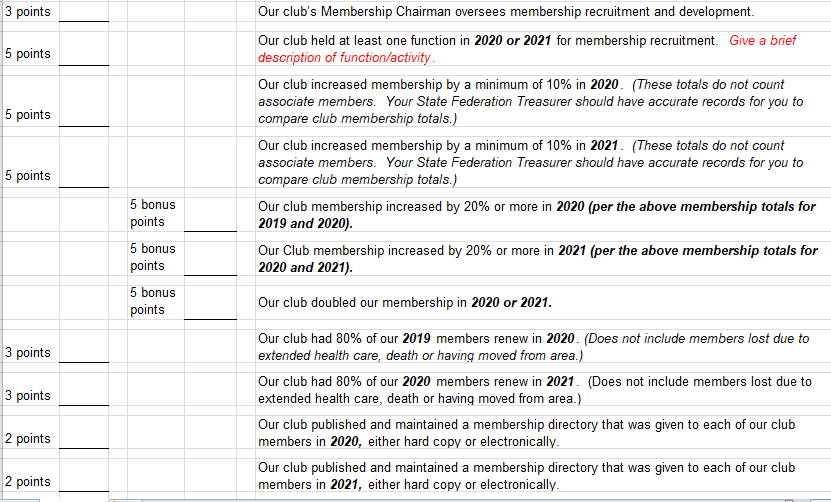 3 points Our club's Membership Chairman oversees membership recruitment and development.
Our club held at least one function in 2020 or 2021 for membership recruitment. Give a brief
5 points description of function/activity.
Our club increased membership by a minimum of 10% in 2020. (These totals do not count
associate members. Your State Federation Treasurer should have accurate records for you to
5 points compare club membership totals.)
Our club increased membership by a minimum of 10% in 2021. (These totals do not count
associate members. Your State Federation Treasurer should have accurate records for you to
5 points compare club membership totals.)
5 bonus Our club membership increased by 20% or more in 2020 (per the above membership totals for
points 2019 and 2020).
5 bonus Our Club membership increased by 20% or more in 2021 (per the above membership totals for
points 2020 and 2021).
5 bonus
points Our club doubled our membership in 2020 or 2021.
Our club had 80% of our 2019 members renew in 2020. (Does not include members lost due to
3 points extended health care, death or having moved from area.)
Our club had 80% of our 2020 members renew in 2021. (Does not include members lost due to
3 points extended health care, death or having moved from area.)
Our club published and maintained a membership directory that was given to each of our club
2 points members in 2020, either hard copy or electronically.
Our club published and maintained a membership directory that was given to each of our club
2 points members in 2021, either hard copy or electronically.